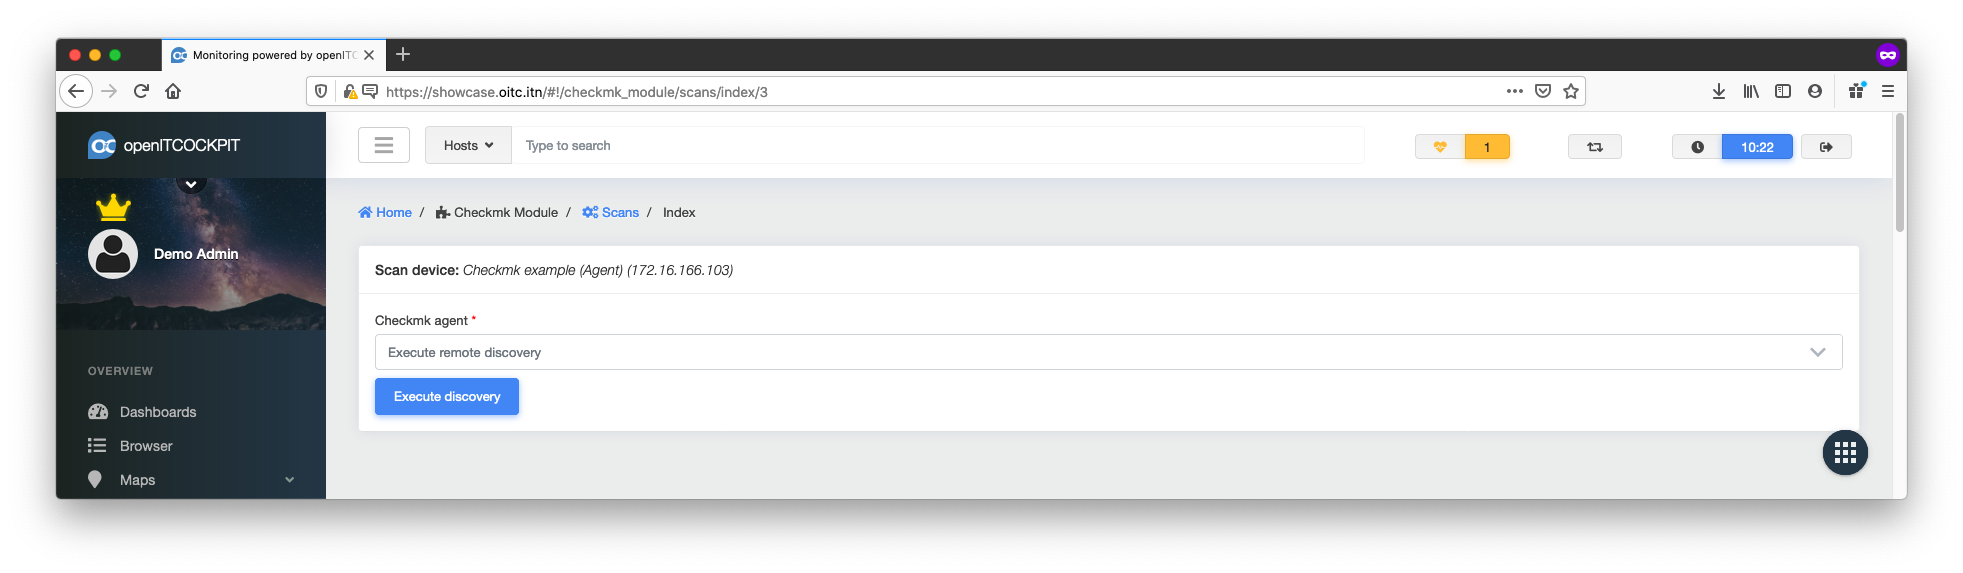 Monitoring powered by openITC
https://showcase.oitc.itn/#!/checkmk_module/scans/index/3
openITCOCKPIT
Hosts
Type to search
1
10:22
Demo Admin
Home / Checkmk Module / Scans / Index
Scan device: Checkmk example (Agent) (172.16.166.103)
Checkmk agent *
Execute remote discovery
Execute discovery
OVERVIEW
Dashboards
Browser
Maps